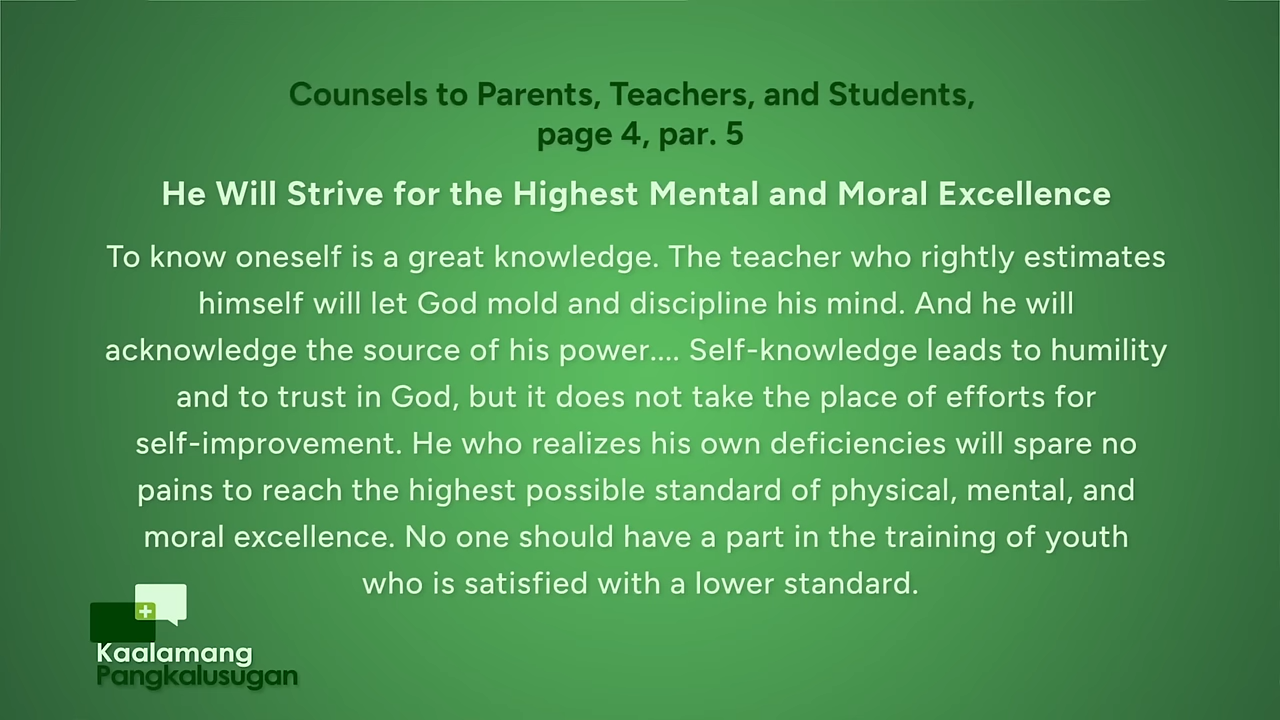 Counsels to Parents, Teachers, and Students,
page 4, par. 5
He Will Strive for the Highest Mental and Moral Excellence
To know oneself is a great knowledge. The teacher who rightly estimates
himself will let God mold and discipline his mind. And he will
acknowledge the source of his power.... Self-knowledge leads to humility
and to trust in God, but it does not take the place of efforts for
self-improvement. He who realizes his own deficiencies will spare no
pains to reach the highest possible standard of physical, mental, and
moral excellence. No one should have a part in the training of youth
who is satisfied with a lower standard.
Kaalamang
Pangkalusugan